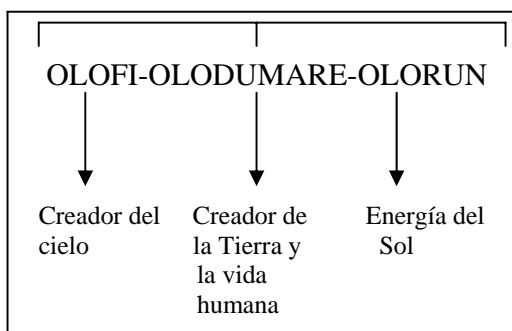 OLOFI-OLODUMARE-OLORUN
Creador del
cielo
Creador de
la Tierra y
la vida
humana
Energía del
Sol